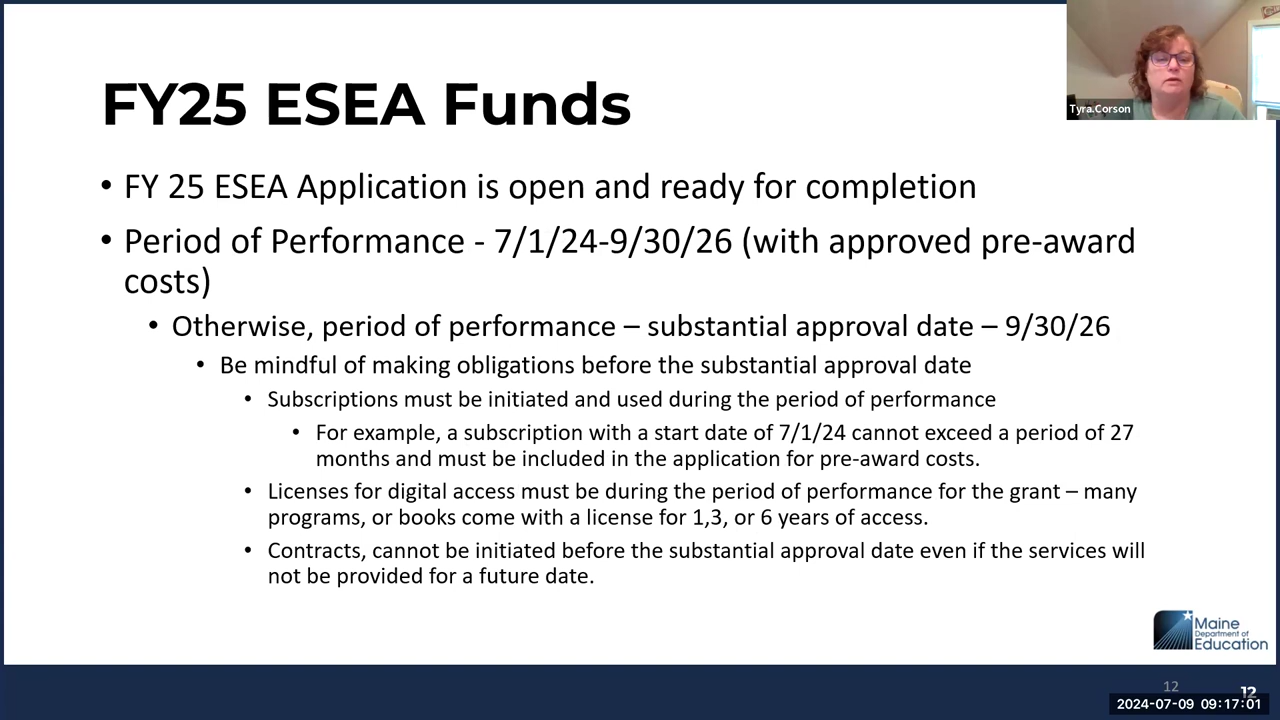 FY25 ESEA Funds
Tyra.Corson
• FY 25 ESEA Application is open and ready for completion
• Period of Performance - 7/1/24-9/30/26 (with approved pre-award
costs)
• Otherwise, period of performance – substantial approval date – 9/30/26
• Be mindful of making obligations before the substantial approval date
• Subscriptions must be initiated and used during the period of performance
• For example, a subscription with a start date of 7/1/24 cannot exceed a period of 27
months and must be included in the application for pre-award costs.
• Licenses for digital access must be during the period of performance for the grant – many
programs, or books come with a license for 1,3, or 6 years of access.
• Contracts, cannot be initiated before the substantial approval date even if the services will
not be provided for a future date.
Maine
Department of
Education
12
12
2024-07-09 09:17:01